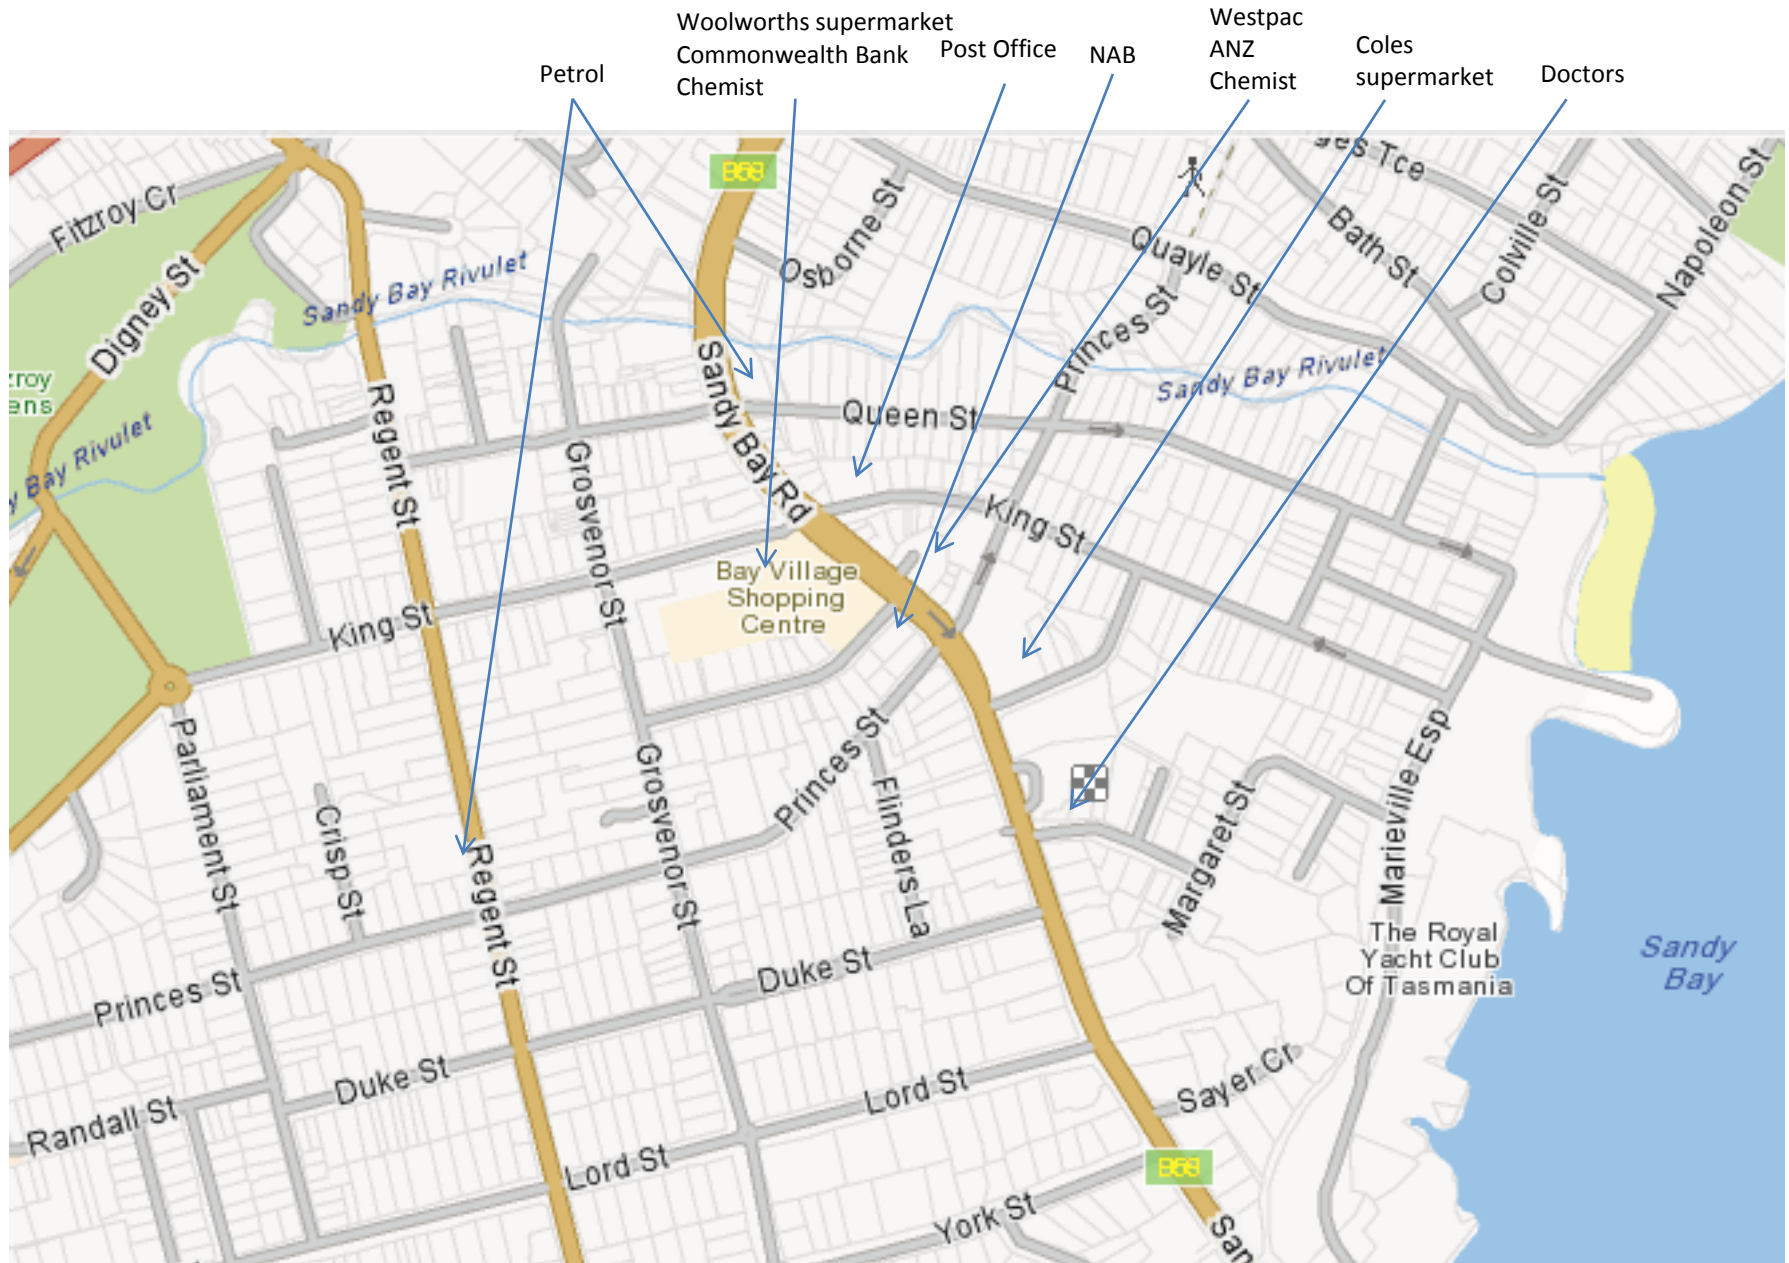 Woolworths supermarket
Commonwealth Bank
Chemist
Post Office
NAB
Westpac
ANZ
Chemist
Coles
supermarket
Doctors
Petrol
Fitzroy Cr
Digney St
Sandy Bay Rivulet
Osborne St
Quayle St
Princes St
Tce
Bath St
Colville St
Napoleon St
Sandy Bay Rivulet
Bay Rivulet
Regent St
Sandy Bay Rd
Queen St
Grosvenor St
King St
King St
Bay Village
Shopping
Centre
Parliament St
Crisp St
Regent St
Grosvenor St
Princes St
Flinders La
Margaret St
Marieville Esp
The Royal
Yacht Club
Of Tasmania
Sandy
Bay
Princes St
Duke St
Duke St
Randall St
Lord St
Lord St
Sayer Cr
York St
San